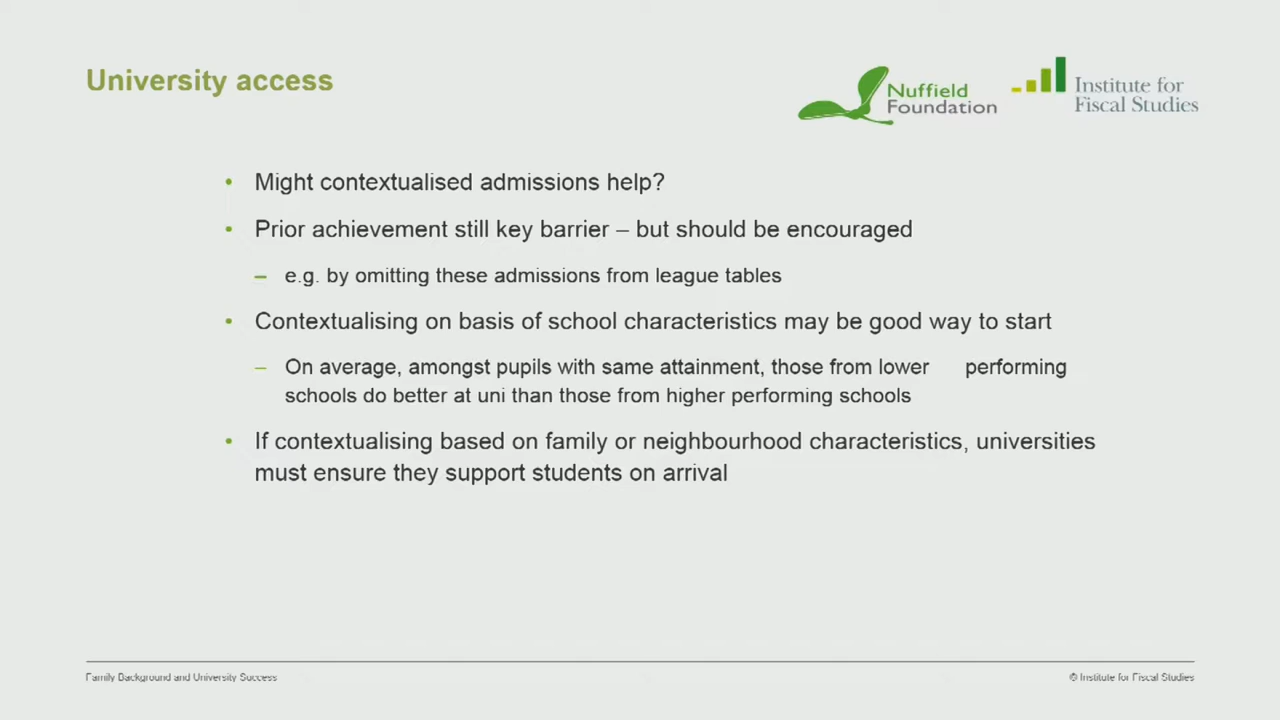 University access
Nuffield
Foundation
Institute for
Fiscal Studies
• Might contextualised admissions help?
• Prior achievement still key barrier – but should be encouraged
– e.g. by omitting these admissions from league tables
• Contextualising on basis of school characteristics may be good way to start
– On average, amongst pupils with same attainment, those from lower performing
schools do better at uni than those from higher performing schools
• If contextualising based on family or neighbourhood characteristics, universities
must ensure they support students on arrival
Family Background and University Success
© Institute for Fiscal Studies